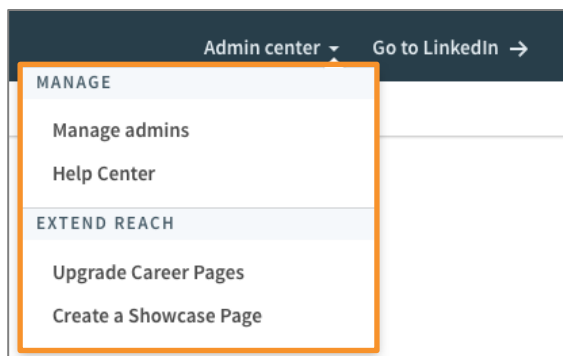 Admin center Go to LinkedIn →
MANAGE
Manage admins
Help Center
EXTEND REACH
Upgrade Career Pages
Create a Showcase Page